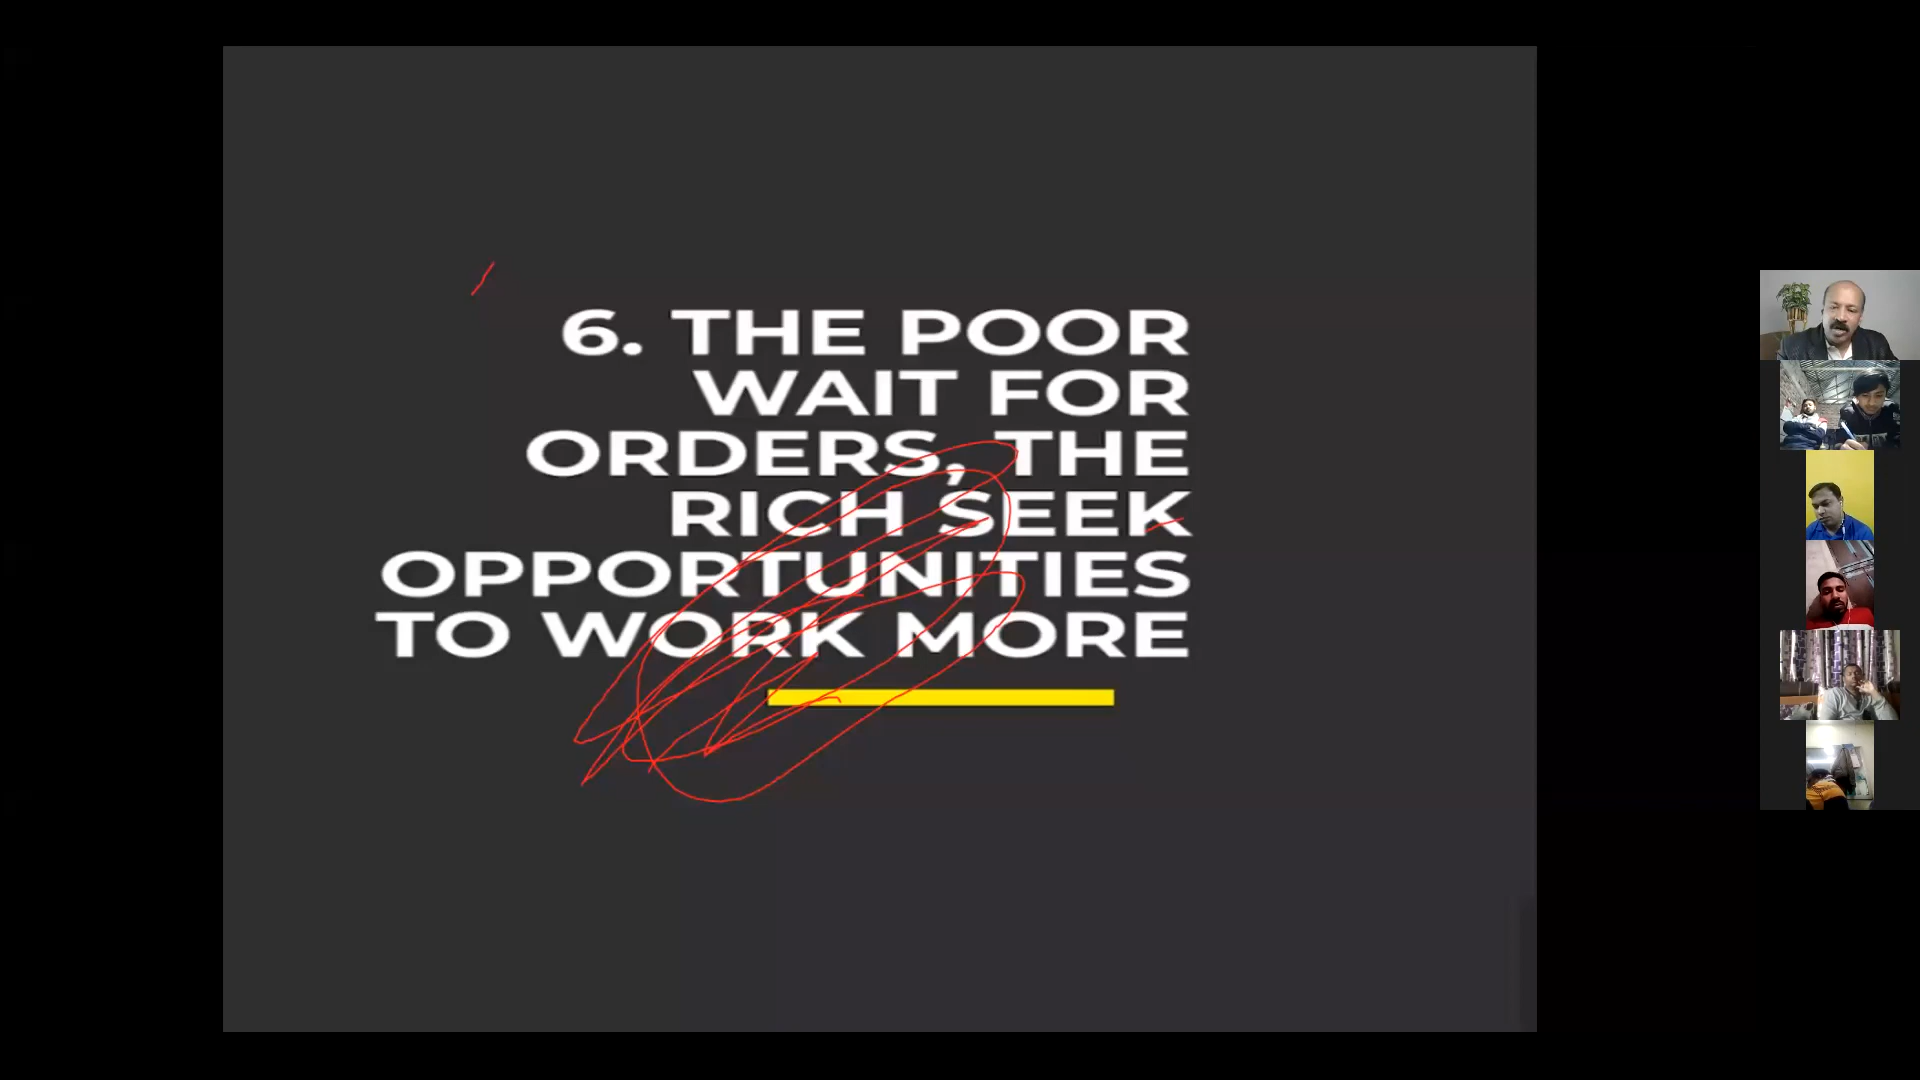 6. THE POOR
WAIT FOR
ORDERS, THE
RICH SEEK
OPPORTUNITIES
TO WORK MORE